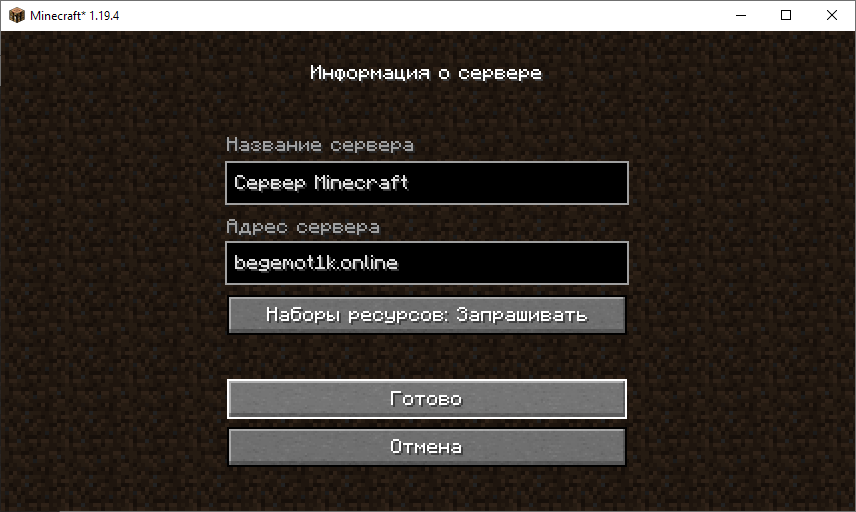 Minecraft* 1.19.4
Информация о сервере
Название сервера
Сервер Minecraft
Адрес сервера
begemot1k.online
Наборы ресурсов: Запрашивать
Готово
Отмена